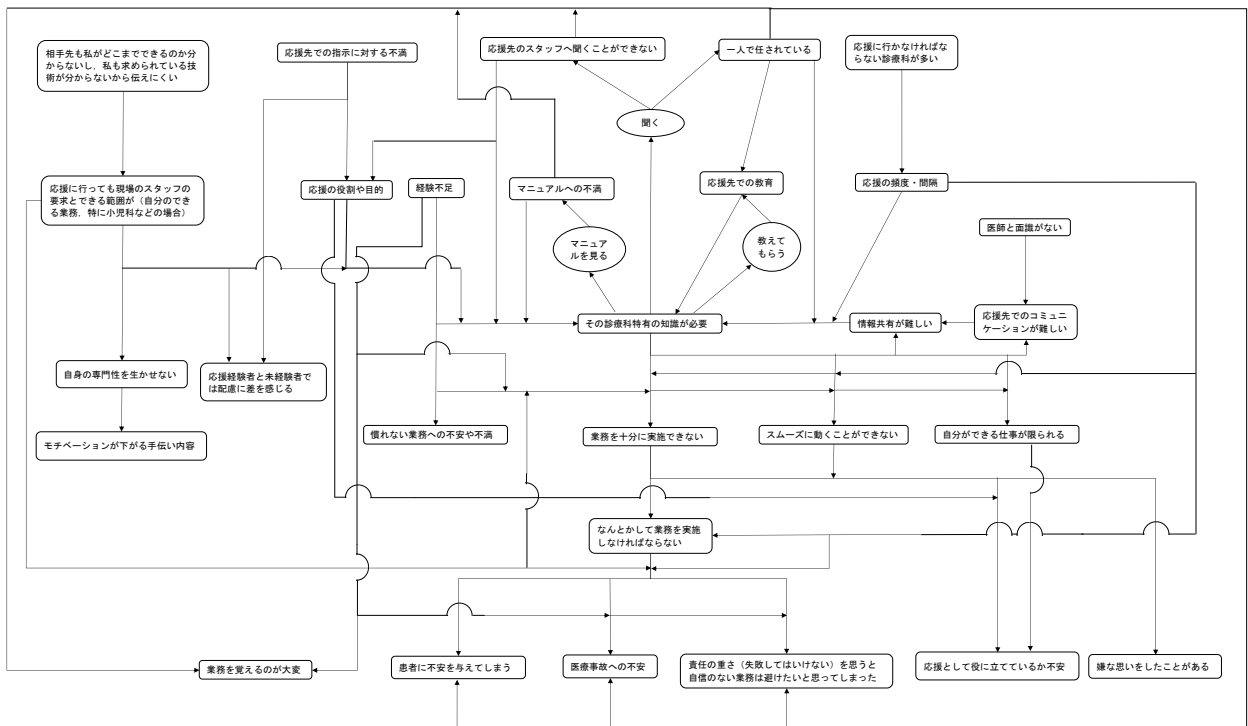 相手先も私がどこまでできるのか分
からないし，私も求められている技
術が分からないから伝えにくい
応援先での指示に対する不満
応援先のスタッフへ聞くことができない
一人で任されている
応援に行かなければな
らない診療科が多い
聞く
応援に行っても現場のスタッフの
要求とできる範囲が（自分のでき
る業務，特に小児科などの場合）
応援の役割や目的
経験不足
マニュアルへの不満
応援先での教育
応援の頻度・間隔
マニュア
ルを見る
教えて
もらう
医師と面識がない
その診療科特有の知識が必要
情報共有が難しい
応援先でのコミュニ
ケーションが難しい
自身の専門性を生かせない
応援経験者と未経験者で
は配慮に差を感じる
モチベーションが下がる手伝い内容
慣れない業務への不安や不満
業務を十分に実施できない
スムーズに動くことができない
自分ができる仕事が限られる
なんとかして業務を実施
しなければならない
業務を覚えるのが大変
患者に不安を与えてしまう
医療事故への不安
責任の重さ（失敗してはいけない）を思うと
自信のない業務は避けたいと思ってしまった
応援として役に立てているか不安
嫌な思いをしたことがある